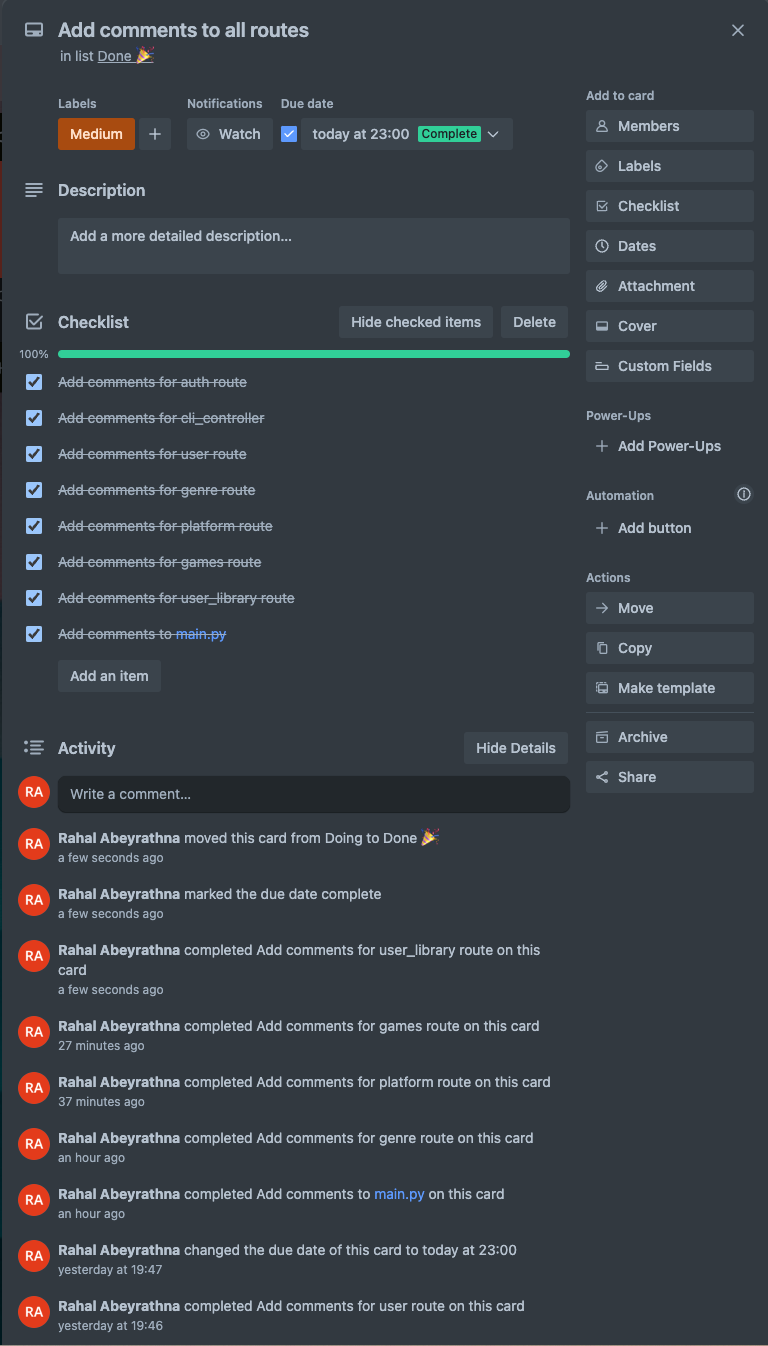 Add comments to all routes
in list Done 🎉
Labels
Notifications
Due date
Medium
Watch
today at 23:00 Complete
Description
Add a more detailed description...
Checklist
Hide checked items
Delete
100%
Add comments for auth route
Add comments for cli_controller
Add comments for user route
Add comments for genre route
Add comments for platform route
Add comments for games route
Add comments for user_library route
Add comments to main.py
Add an item
Activity
Hide Details
RA
Write a comment...
RA
Rahal Abeyrathna moved this card from Doing to Done 🎉
a few seconds ago
RA
Rahal Abeyrathna marked the due date complete
a few seconds ago
RA
Rahal Abeyrathna completed Add comments for user_library route on this
card
a few seconds ago
RA
Rahal Abeyrathna completed Add comments for games route on this card
27 minutes ago
RA
Rahal Abeyrathna completed Add comments for platform route on this card
37 minutes ago
RA
Rahal Abeyrathna completed Add comments for genre route on this card
an hour ago
RA
Rahal Abeyrathna completed Add comments to main.py on this card
an hour ago
RA
Rahal Abeyrathna changed the due date of this card to today at 23:00
yesterday at 19:47
RA
Rahal Abeyrathna completed Add comments for user route on this card
yesterday at 19:46
Add to card
Members
Labels
Checklist
Dates
Attachment
Cover
Custom Fields
Power-Ups
Add Power-Ups
Automation
Add button
Actions
Move
Copy
Make template
Archive
Share